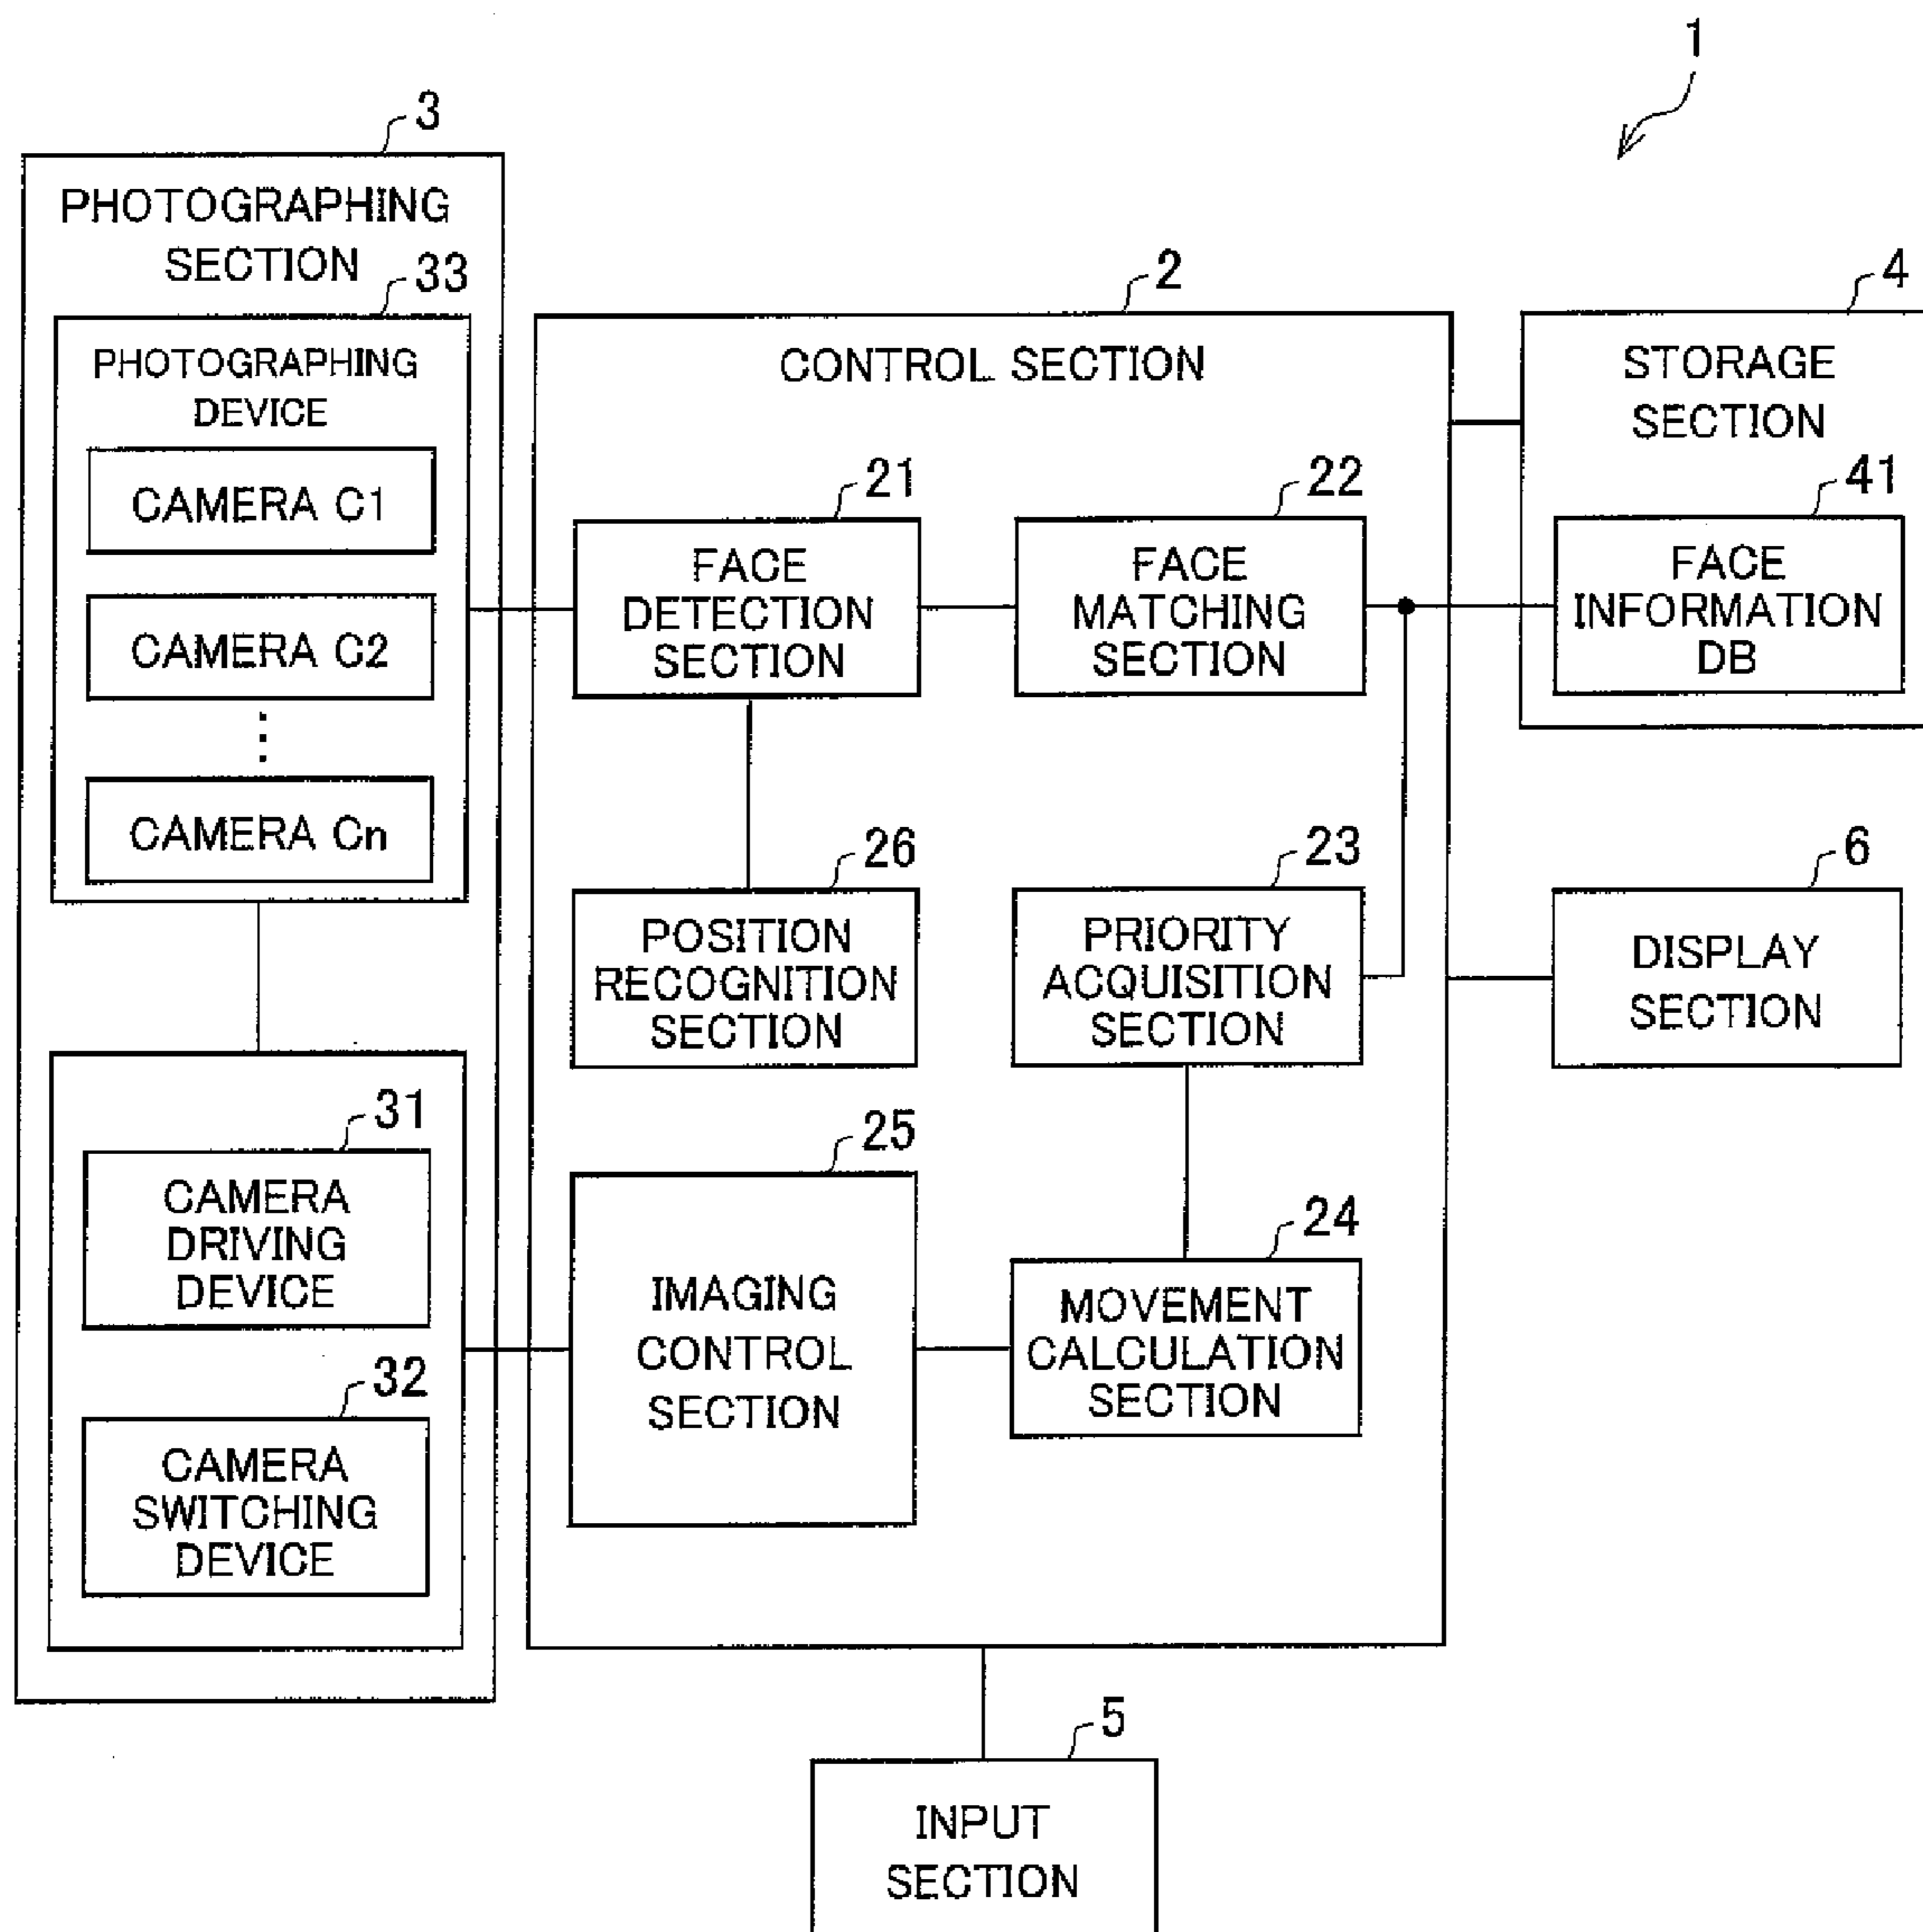 1
3
PHOTOGRAPHING
SECTION
33
PHOTOGRAPHING
DEVICE
CAMERA C1
CAMERA C2
⋮
CAMERA Cn
31
CAMERA
DRIVING
DEVICE
32
CAMERA
SWITCHING
DEVICE
2
CONTROL SECTION
21
FACE
DETECTION
SECTION
22
FACE
MATCHING
SECTION
26
POSITION
RECOGNITION
SECTION
23
PRIORITY
ACQUISITION
SECTION
25
IMAGING
CONTROL
SECTION
24
MOVEMENT
CALCULATION
SECTION
4
STORAGE
SECTION
41
FACE
INFORMATION
DB
6
DISPLAY
SECTION
5
INPUT
SECTION